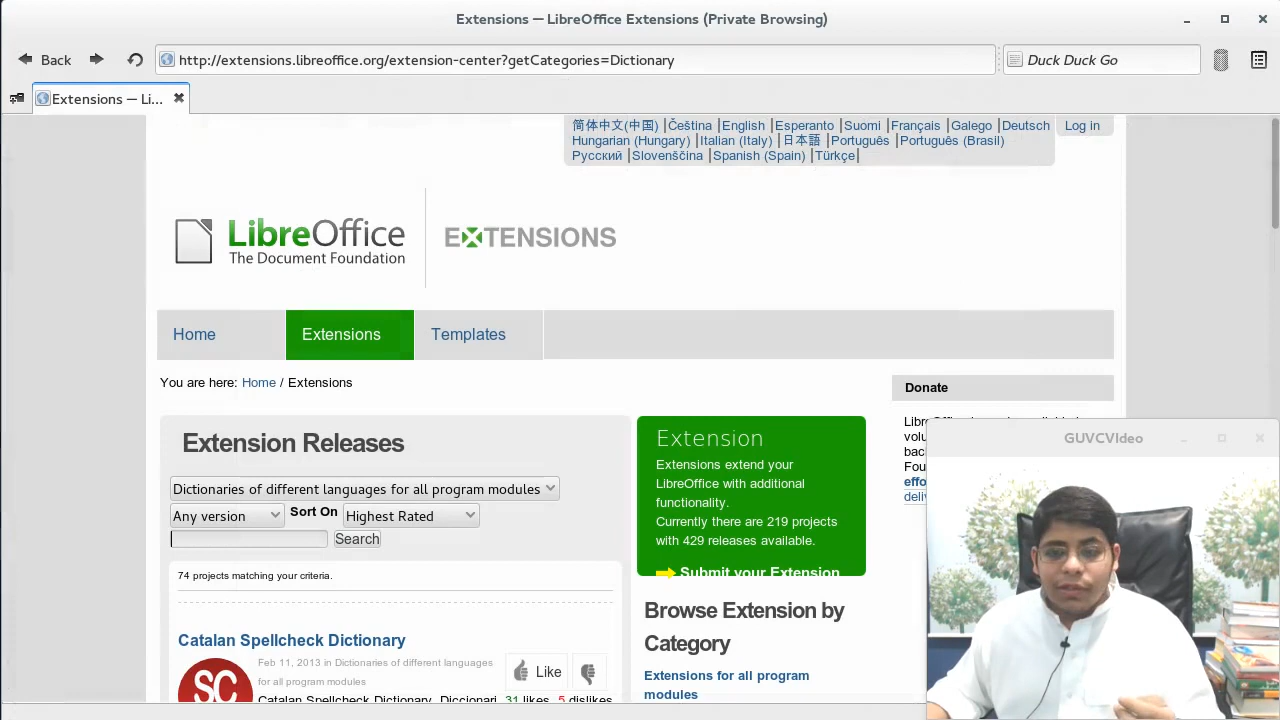 Extensions — LibreOffice Extensions (Private Browsing)
Back
http://extensions.libreoffice.org/extension-center?getCategories=Dictionary
Duck Duck Go
Extensions — Li...
简体中文(中国) |Čeština |English |Esperanto |Suomi |Français |Galego |Deutsch
Hungarian (Hungary) |Italian (Italy) |日本語 |Português |Português (Brasil)
Русский |Slovenščina |Spanish (Spain) |Türkçe|
Log in
LibreOffice
The Document Foundation
EXTENSIONS
Home
Extensions
Templates
You are here: Home / Extensions
Donate
Extension Releases
Dictionaries of different languages for all program modules
Any version
Sort On
Highest Rated
Search
74 projects matching your criteria.
Catalan Spellcheck Dictionary
Feb 11, 2013 in Dictionaries of different languages
for all program modules
SC
Like
Catalan Spellcheck Dictionary
31 likes
Extension
Extensions extend your
LibreOffice with additional
functionality.
Currently there are 219 projects
with 429 releases available.
Submit your Extension
Browse Extension by
Category
Extensions for all program
modules
GUVCVIdeo